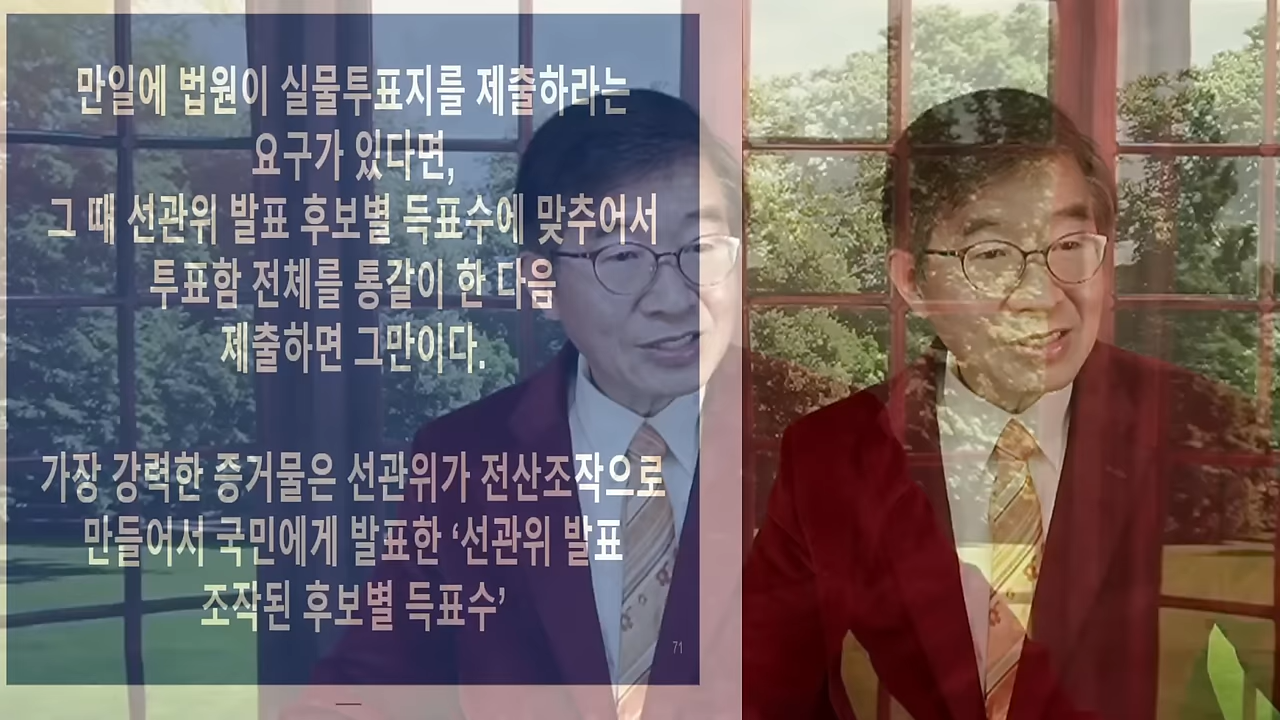 만일에 법원이 실물투표지를 제출하라는
요구가 있다면,
그 때 선관위 발표 후보별 득표수에 맞추어서
투표함 전체를 통갈이 한 다음
제출하면 그만이다.
가장 강력한 증거물은 선관위가 전산조작으로
만들어서 국민에게 발표한 ‘선관위 발표
조작된 후보별 득표수’
71